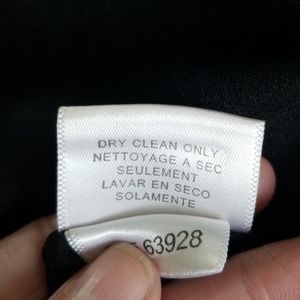 DRY CLEAN ONLY
NETTOYAGE A SEC
SEULEMENT
LAVAR EN SECO
SOLAMENTE
63928